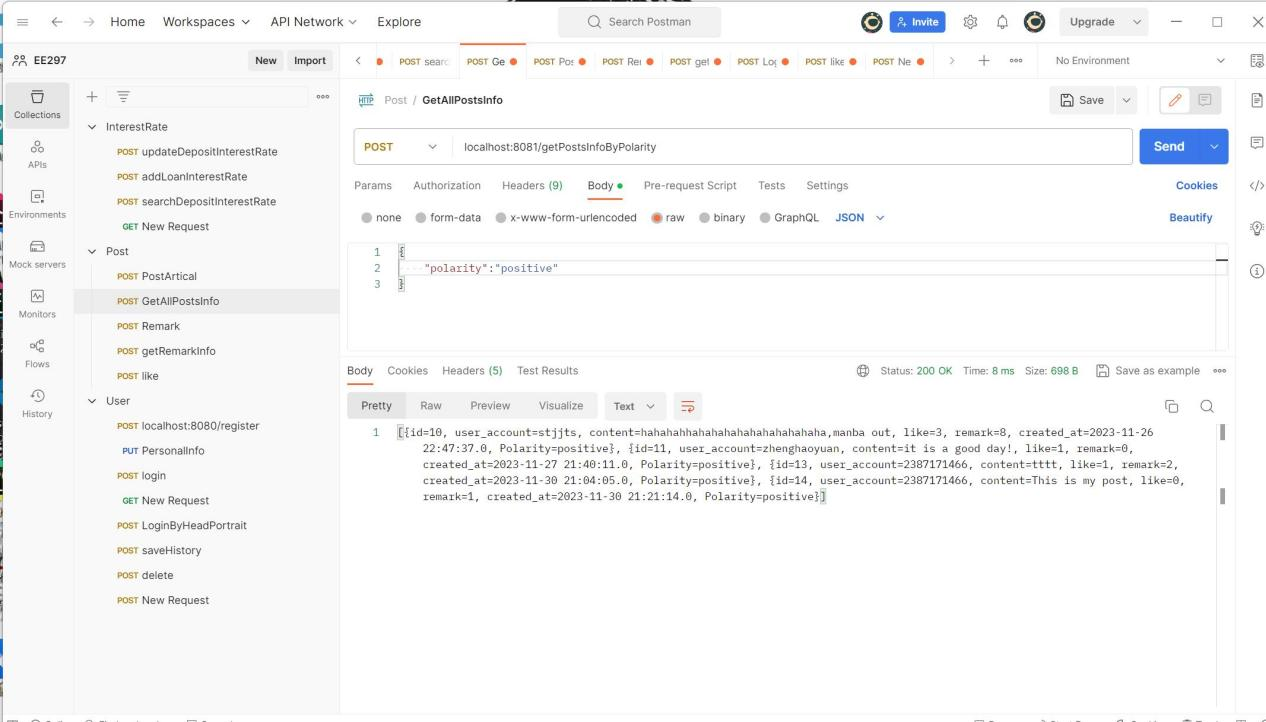 Home Workspaces API Network Explore Search Postman Invite Upgrade
EE297 New Import POST searc POST Ge POST Pos POST Rei POST get POST Log POST like POST Ne No Environment
Collections
APIs
Environments
Mock servers
Monitors
Flows
History
InterestRate
POST updateDepositInterestRate
POST addLoanInterestRate
POST searchDepositInterestRate
GET New Request
Post
POST PostArtical
POST GetAllPostsInfo
POST Remark
POST getRemarkInfo
POST like
User
POST localhost:8080/register
PUT PersonalInfo
POST login
GET New Request
POST LoginByHeadPortrait
POST saveHistory
POST delete
POST New Request
HTTP Post / GetAllPostsInfo Save
POST localhost:8081/getPostsInfoByPolarity Send
Params Authorization Headers (9) Body Pre-request Script Tests Settings Cookies
none form-data x-www-form-urlencoded raw binary GraphQL JSON Beautify
1 {
2 "polarity":"positive"
3 }
Body Cookies Headers (5) Test Results Status: 200 OK Time: 8 ms Size: 698 B Save as example
Pretty Raw Preview Visualize Text
1 [{id=10, user_account=stjjts, content=hahahahhahahahahahahahahahaha,manba out, like=3, remark=8, created_at=2023-11-26
22:47:37.0, Polarity=positive}, {id=11, user_account=zhenghaoyuan, content=it is a good day!, like=1, remark=0,
created_at=2023-11-27 21:40:11.0, Polarity=positive}, {id=13, user_account=2387171466, content=tttt, like=1, remark=2,
created_at=2023-11-30 21:04:05.0, Polarity=positive}, {id=14, user_account=2387171466, content=This is my post, like=0,
remark=1, created_at=2023-11-30 21:21:14.0, Polarity=positive}]